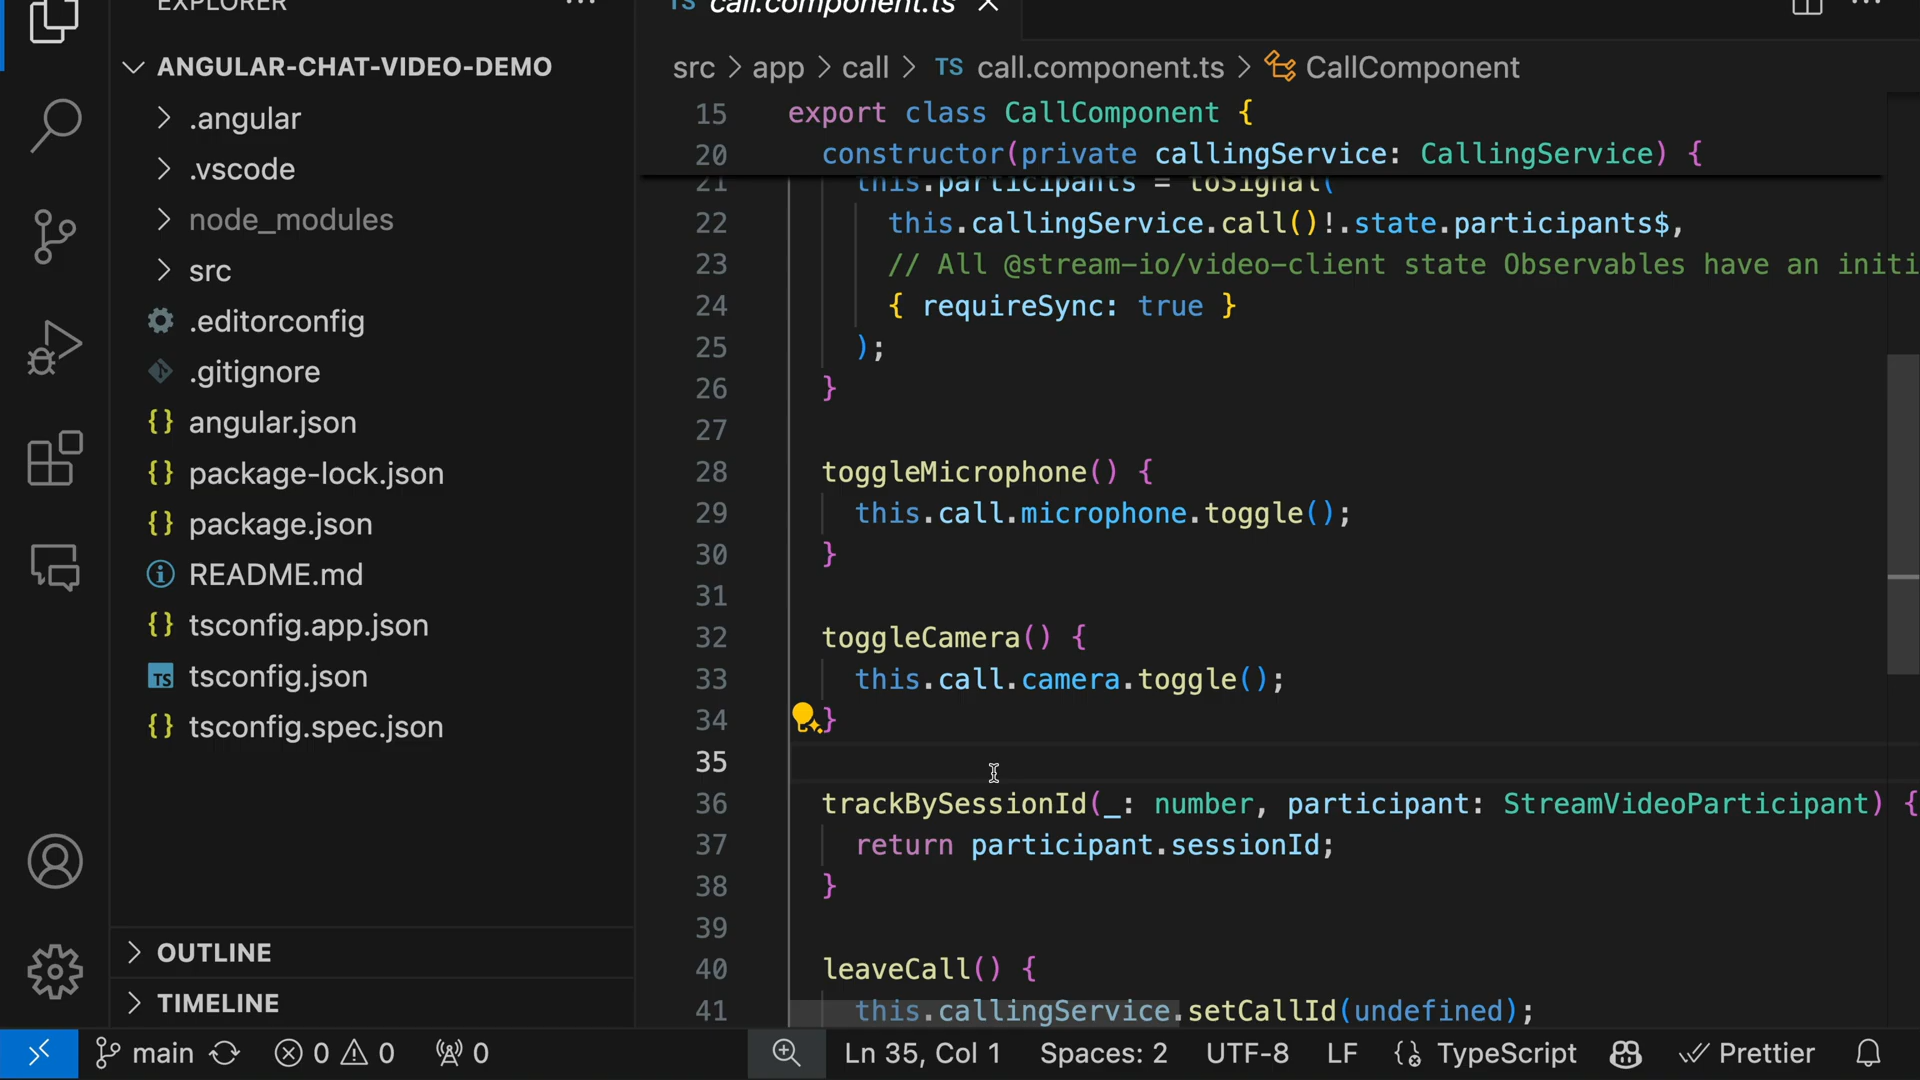 EXPLORER
ANGULAR-CHAT-VIDEO-DEMO
.angular
.vscode
node_modules
src
.editorconfig
.gitignore
angular.json
package-lock.json
package.json
README.md
tsconfig.app.json
tsconfig.json
tsconfig.spec.json
OUTLINE
TIMELINE
TS call.component.ts
src > app > call > TS call.component.ts > CallComponent
15 export class CallComponent {
20 constructor(private callingService: CallingService) {
21 this.participants = toSignal(
22 this.callingService.call()!.state.participants$,
23 // All @stream-io/video-client state Observables have an initi
24 { requireSync: true }
25 );
26 }
27
28 toggleMicrophone() {
29 this.call.microphone.toggle();
30 }
31
32 toggleCamera() {
33 this.call.camera.toggle();
34 }
35
36 trackBySessionId(_: number, participant: StreamVideoParticipant) {
37 return participant.sessionId;
38 }
39
40 leaveCall() {
41 this.callingService.setCallId(undefined);
main 0 0 0 Ln 35, Col 1 Spaces: 2 UTF-8 LF TypeScript Prettier